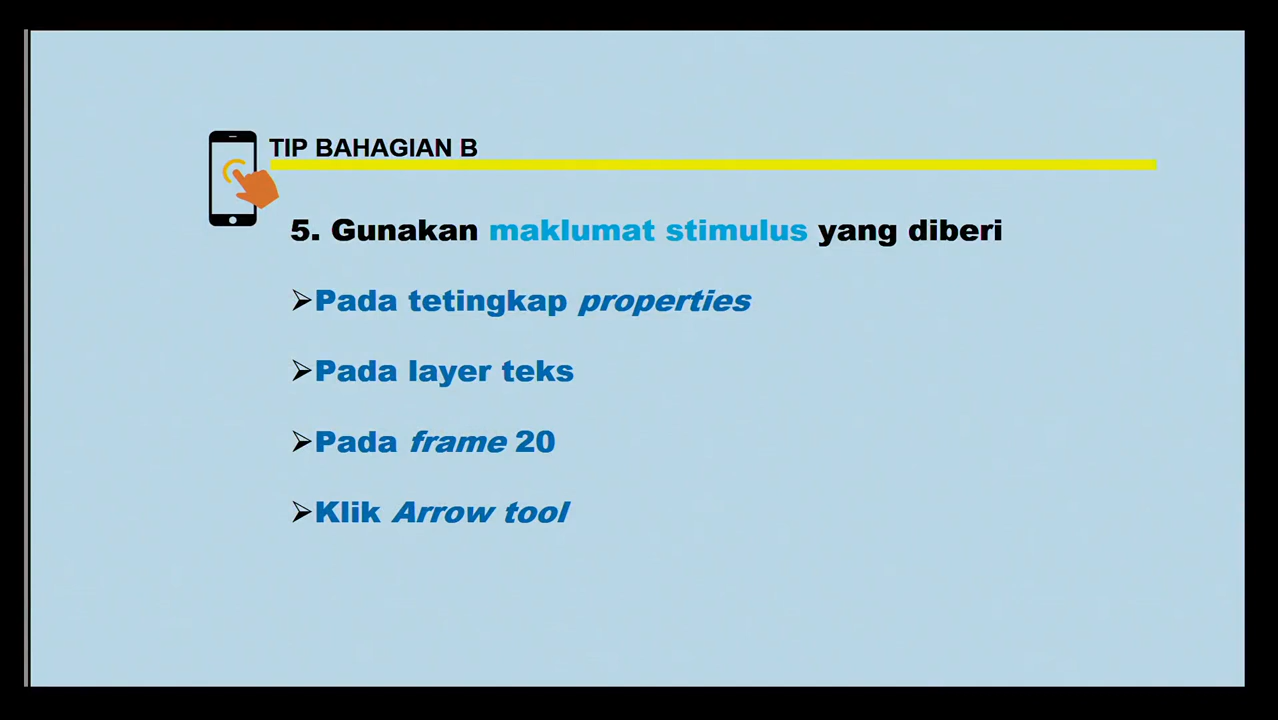 TIP BAHAGIAN B
5. Gunakan maklumat stimulus yang diberi
➢Pada tetingkap properties
➢Pada layer teks
➢Pada frame 20
➢Klik Arrow tool